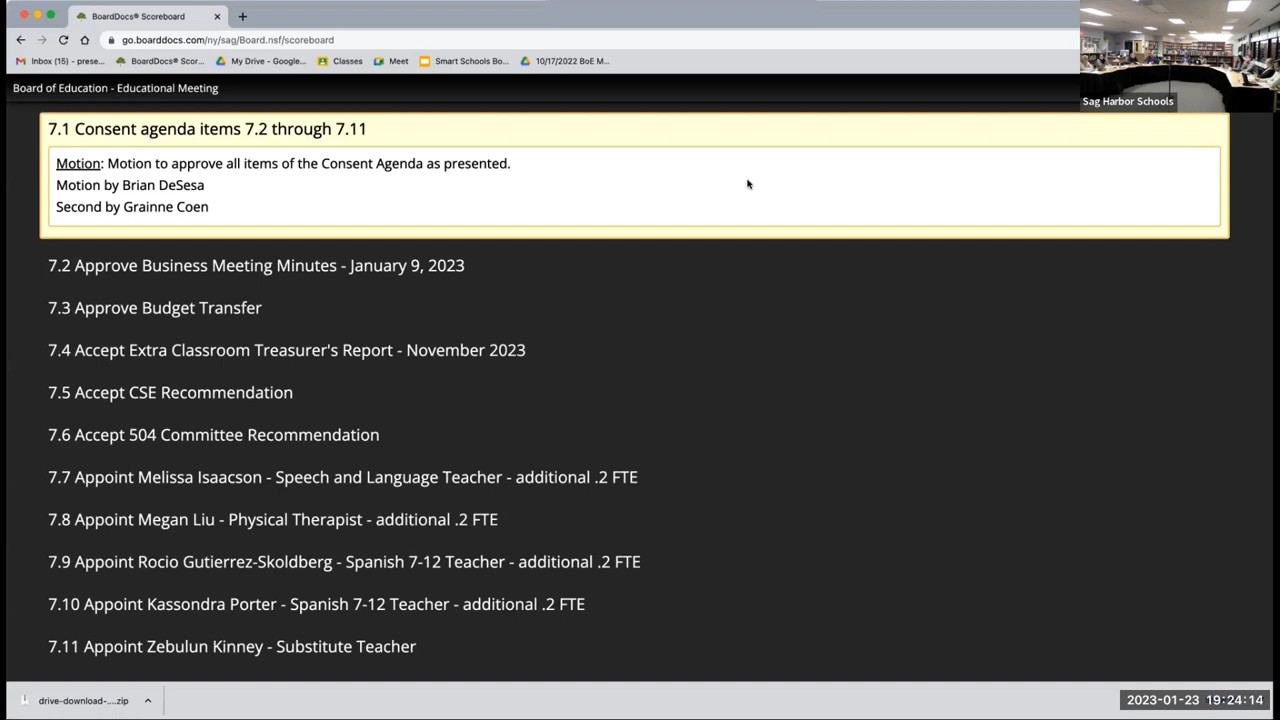 BoardDocs® Scoreboard
go.boarddocs.com/ny/sag/Board.nsf/scoreboard
Inbox (15) - prese... BoardDocs® Scor... My Drive - Google... Classes Meet Smart Schools Bo... 10/17/2022 BoE M...
Board of Education - Educational Meeting
Sag Harbor Schools
7.1 Consent agenda items 7.2 through 7.11
Motion: Motion to approve all items of the Consent Agenda as presented.
Motion by Brian DeSesa
Second by Grainne Coen
7.2 Approve Business Meeting Minutes - January 9, 2023
7.3 Approve Budget Transfer
7.4 Accept Extra Classroom Treasurer's Report - November 2023
7.5 Accept CSE Recommendation
7.6 Accept 504 Committee Recommendation
7.7 Appoint Melissa Isaacson - Speech and Language Teacher - additional .2 FTE
7.8 Appoint Megan Liu - Physical Therapist - additional .2 FTE
7.9 Appoint Rocio Gutierrez-Skoldberg - Spanish 7-12 Teacher - additional .2 FTE
7.10 Appoint Kassondra Porter - Spanish 7-12 Teacher - additional .2 FTE
7.11 Appoint Zebulun Kinney - Substitute Teacher
drive-download-....zip
2023-01-23 19:24:14